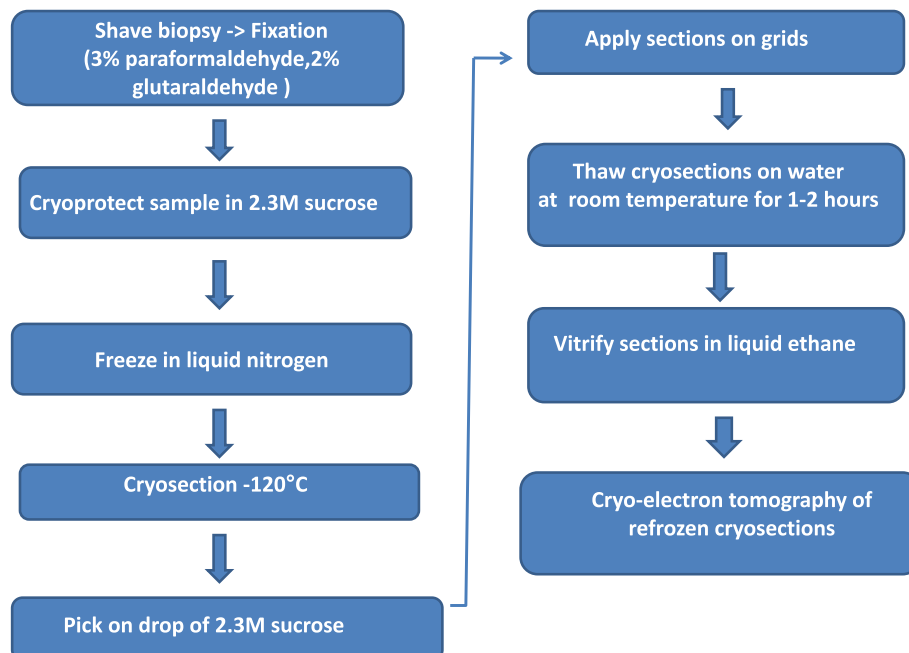 Shave biopsy -> Fixation
(3% paraformaldehyde,2%
glutaraldehyde )
Cryoprotect sample in 2.3M sucrose
Freeze in liquid nitrogen
Cryosection -120°C
Pick on drop of 2.3M sucrose
Apply sections on grids
Thaw cryosections on water
at room temperature for 1-2 hours
Vitrify sections in liquid ethane
Cryo-electron tomography of
refrozen cryosections